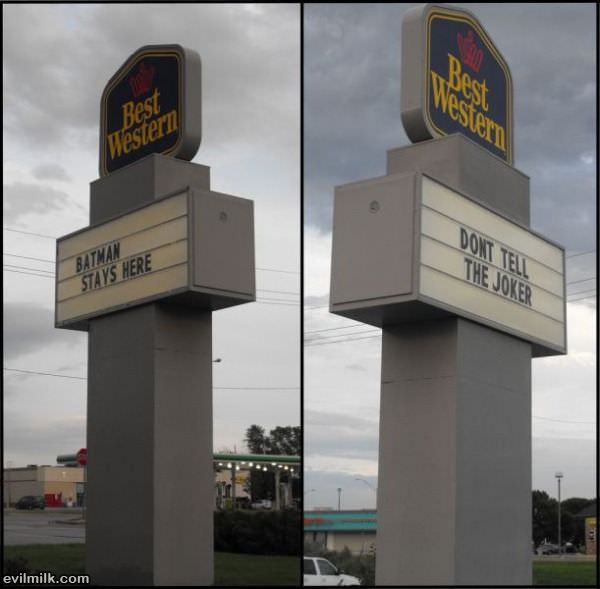 Best
Western
BATMAN
STAYS HERE
Best
Western
DONT TELL
THE JOKER
evilmilk.com